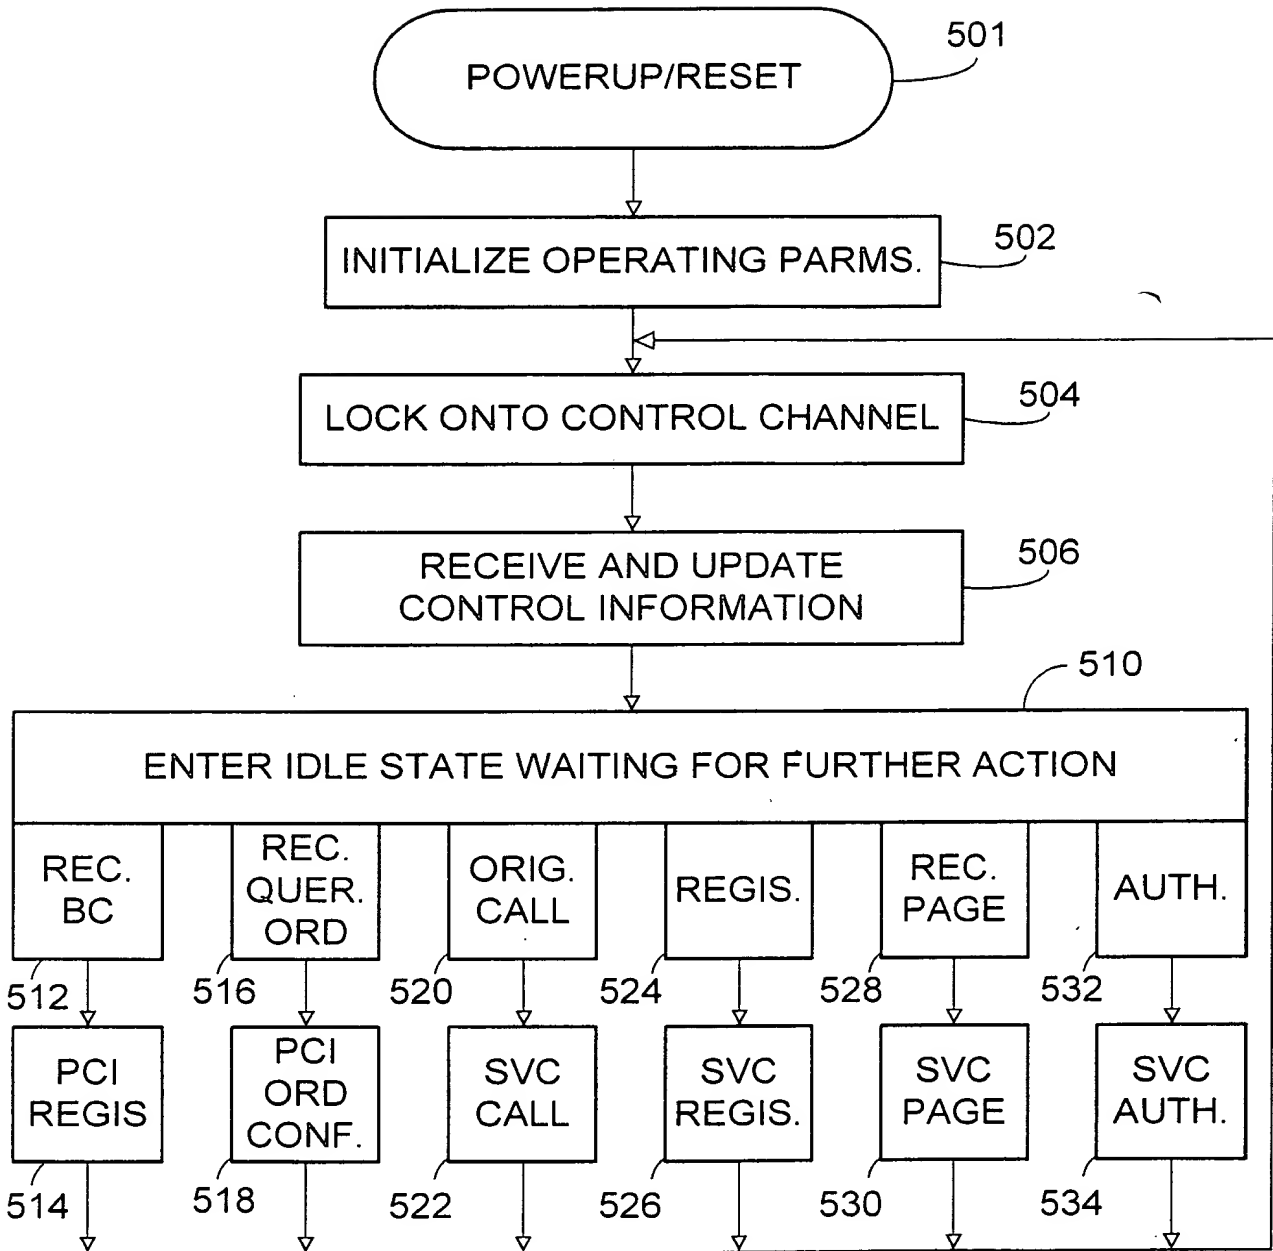 POWERUP/RESET
501
INITIALIZE OPERATING PARMS.
502
LOCK ONTO CONTROL CHANNEL
504
RECEIVE AND UPDATE
CONTROL INFORMATION
506
510
ENTER IDLE STATE WAITING FOR FURTHER ACTION
REC.
BC
512
REC.
QUER.
ORD
516
ORIG.
CALL
520
REGIS.
524
REC.
PAGE
528
AUTH.
532
PCI
REGIS
514
PCI
ORD
CONF.
518
SVC
CALL
522
SVC
REGIS.
526
SVC
PAGE
530
SVC
AUTH.
534